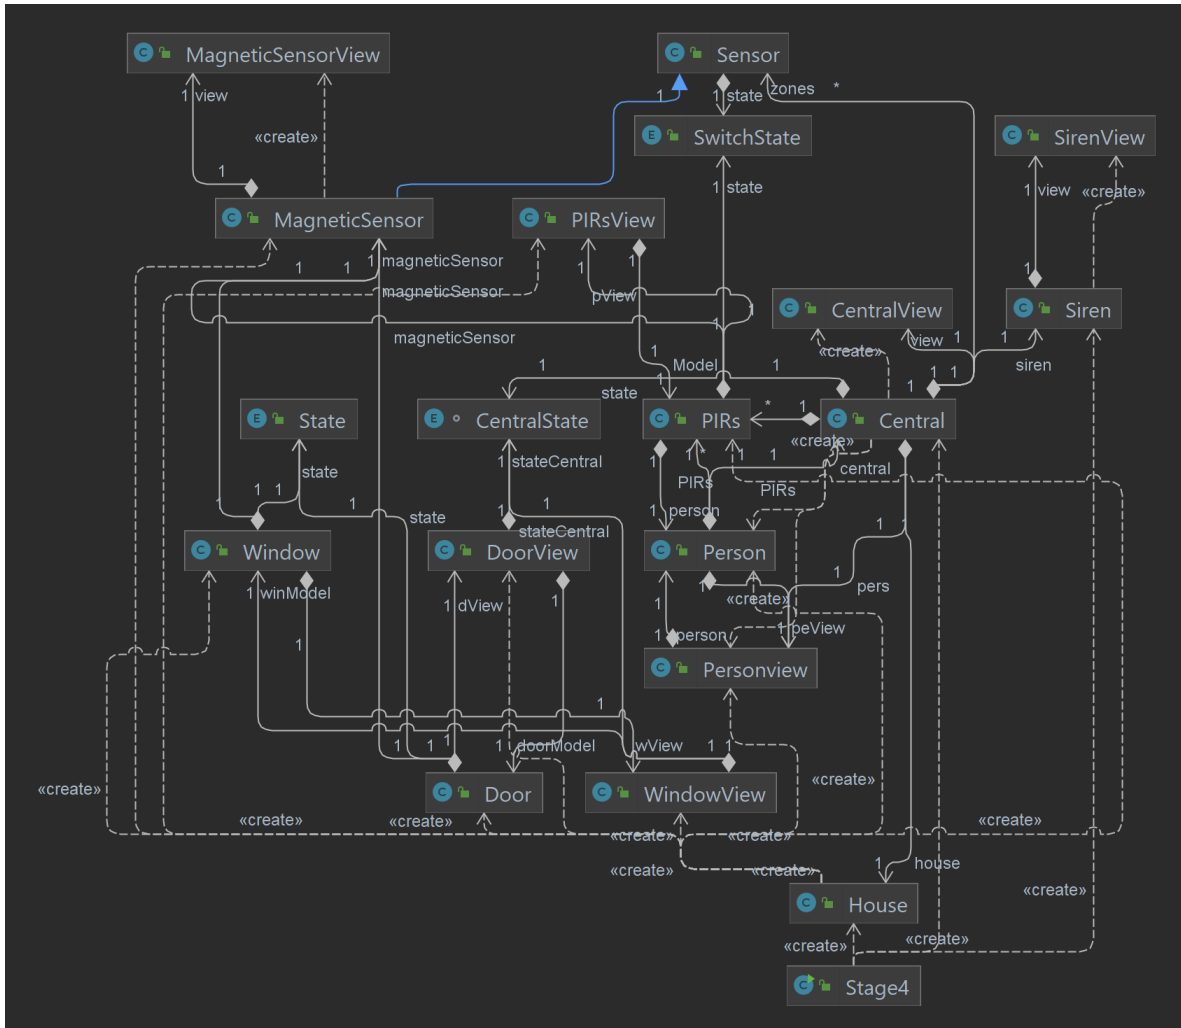 MagneticSensorView
Sensor
1 view
1
1 state
zones *
«create»
SwitchState
SirenView
1
1 state
1 view
«create»
MagneticSensor
PIRsView
1 1 1 magneticSensor
1
1
1
magneticSensor
pView
CentralView
Siren
1
1
magneticSensor
«create»
view
1
1
1
1
Model
siren
1
state
1
1 1
State
CentralState
PIRs
*
1
Central
«create»
state
1 stateCentral
1
1 *
1
central
1
1
PIRs
PIRs
1
state
1
1
1
stateCentral
1
person
1
1
Window
DoorView
Person
1 winModel
1 dView
1
1
«create»
1
pers
1
1
person
1 peView
1
Personview
1
1
1
1
doorModel
wView
1
1
«create»
Door
WindowView
«create»
«create»
«create»
«create»
«create»
«create»
«create»
«create»
1
house
House
«create»
«create»
«create»
Stage4